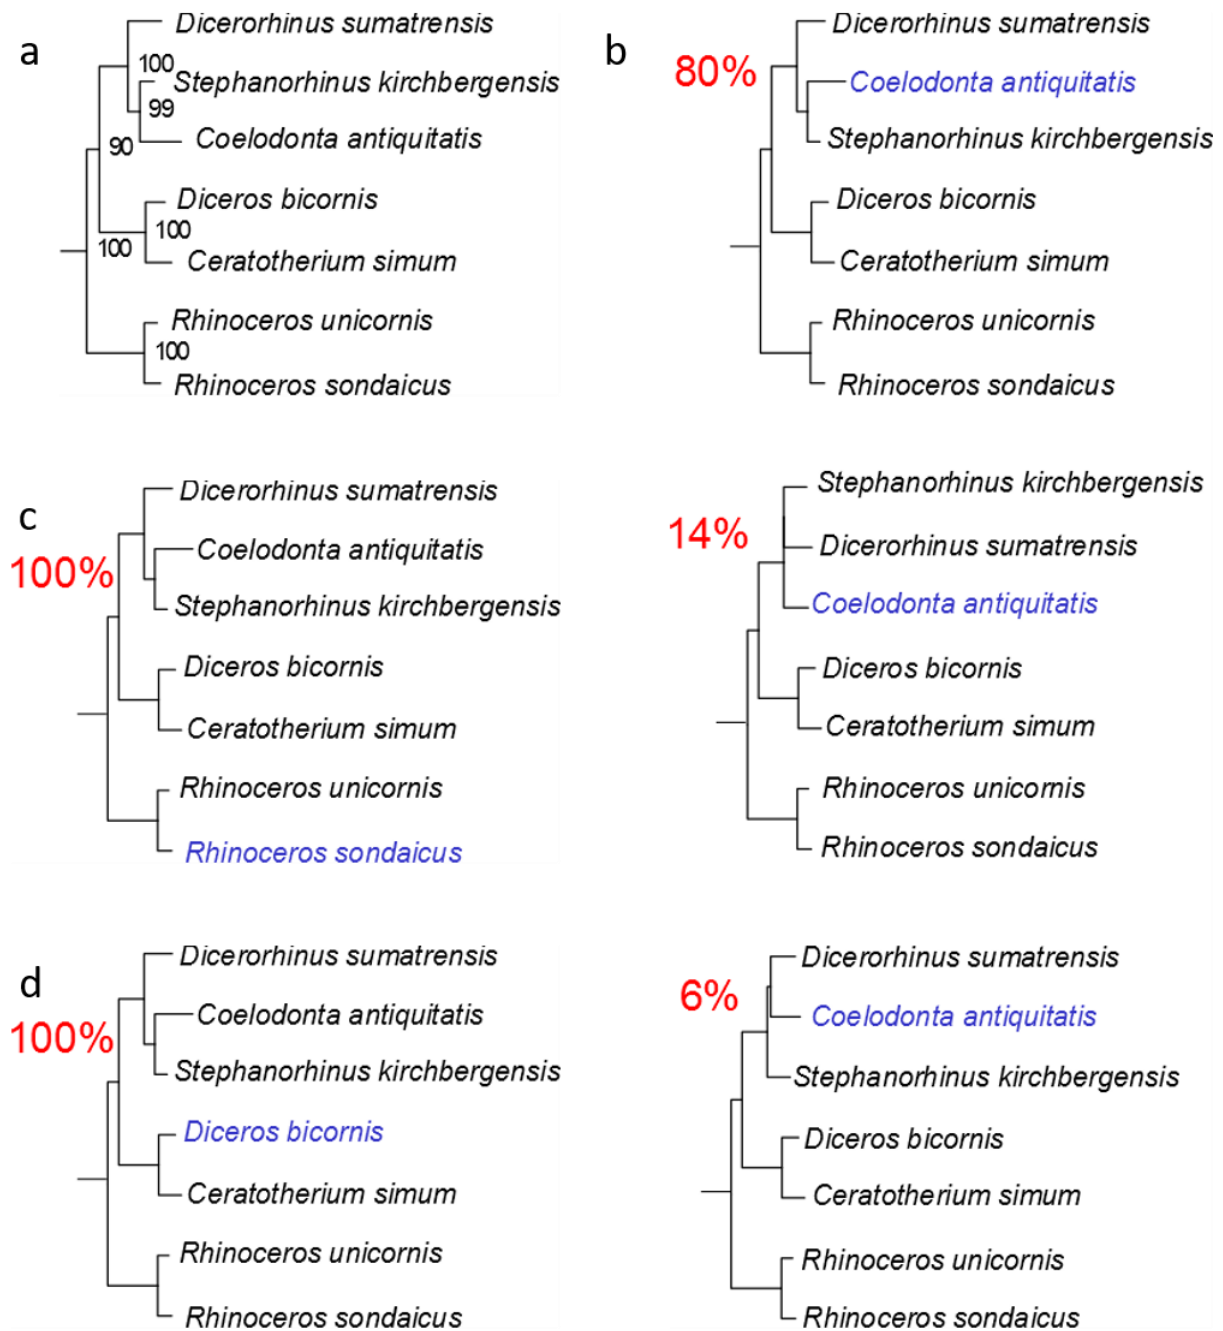 a
Dicerorhinus sumatrensis
100
Stephanorhinus kirchbergensis
99
90
Coelodonta antiquitatis
Diceros bicornis
100
100
Ceratotherium simum
Rhinoceros unicornis
100
Rhinoceros sondaicus
b
80%
Dicerorhinus sumatrensis
Coelodonta antiquitatis
Stephanorhinus kirchbergensis
Diceros bicornis
Ceratotherium simum
Rhinoceros unicornis
Rhinoceros sondaicus
14%
Stephanorhinus kirchbergensis
Dicerorhinus sumatrensis
Coelodonta antiquitatis
Diceros bicornis
Ceratotherium simum
Rhinoceros unicornis
Rhinoceros sondaicus
6%
Dicerorhinus sumatrensis
Coelodonta antiquitatis
Stephanorhinus kirchbergensis
Diceros bicornis
Ceratotherium simum
Rhinoceros unicornis
Rhinoceros sondaicus
c
100%
Dicerorhinus sumatrensis
Coelodonta antiquitatis
Stephanorhinus kirchbergensis
Diceros bicornis
Ceratotherium simum
Rhinoceros unicornis
Rhinoceros sondaicus
d
100%
Dicerorhinus sumatrensis
Coelodonta antiquitatis
Stephanorhinus kirchbergensis
Diceros bicornis
Ceratotherium simum
Rhinoceros unicornis
Rhinoceros sondaicus